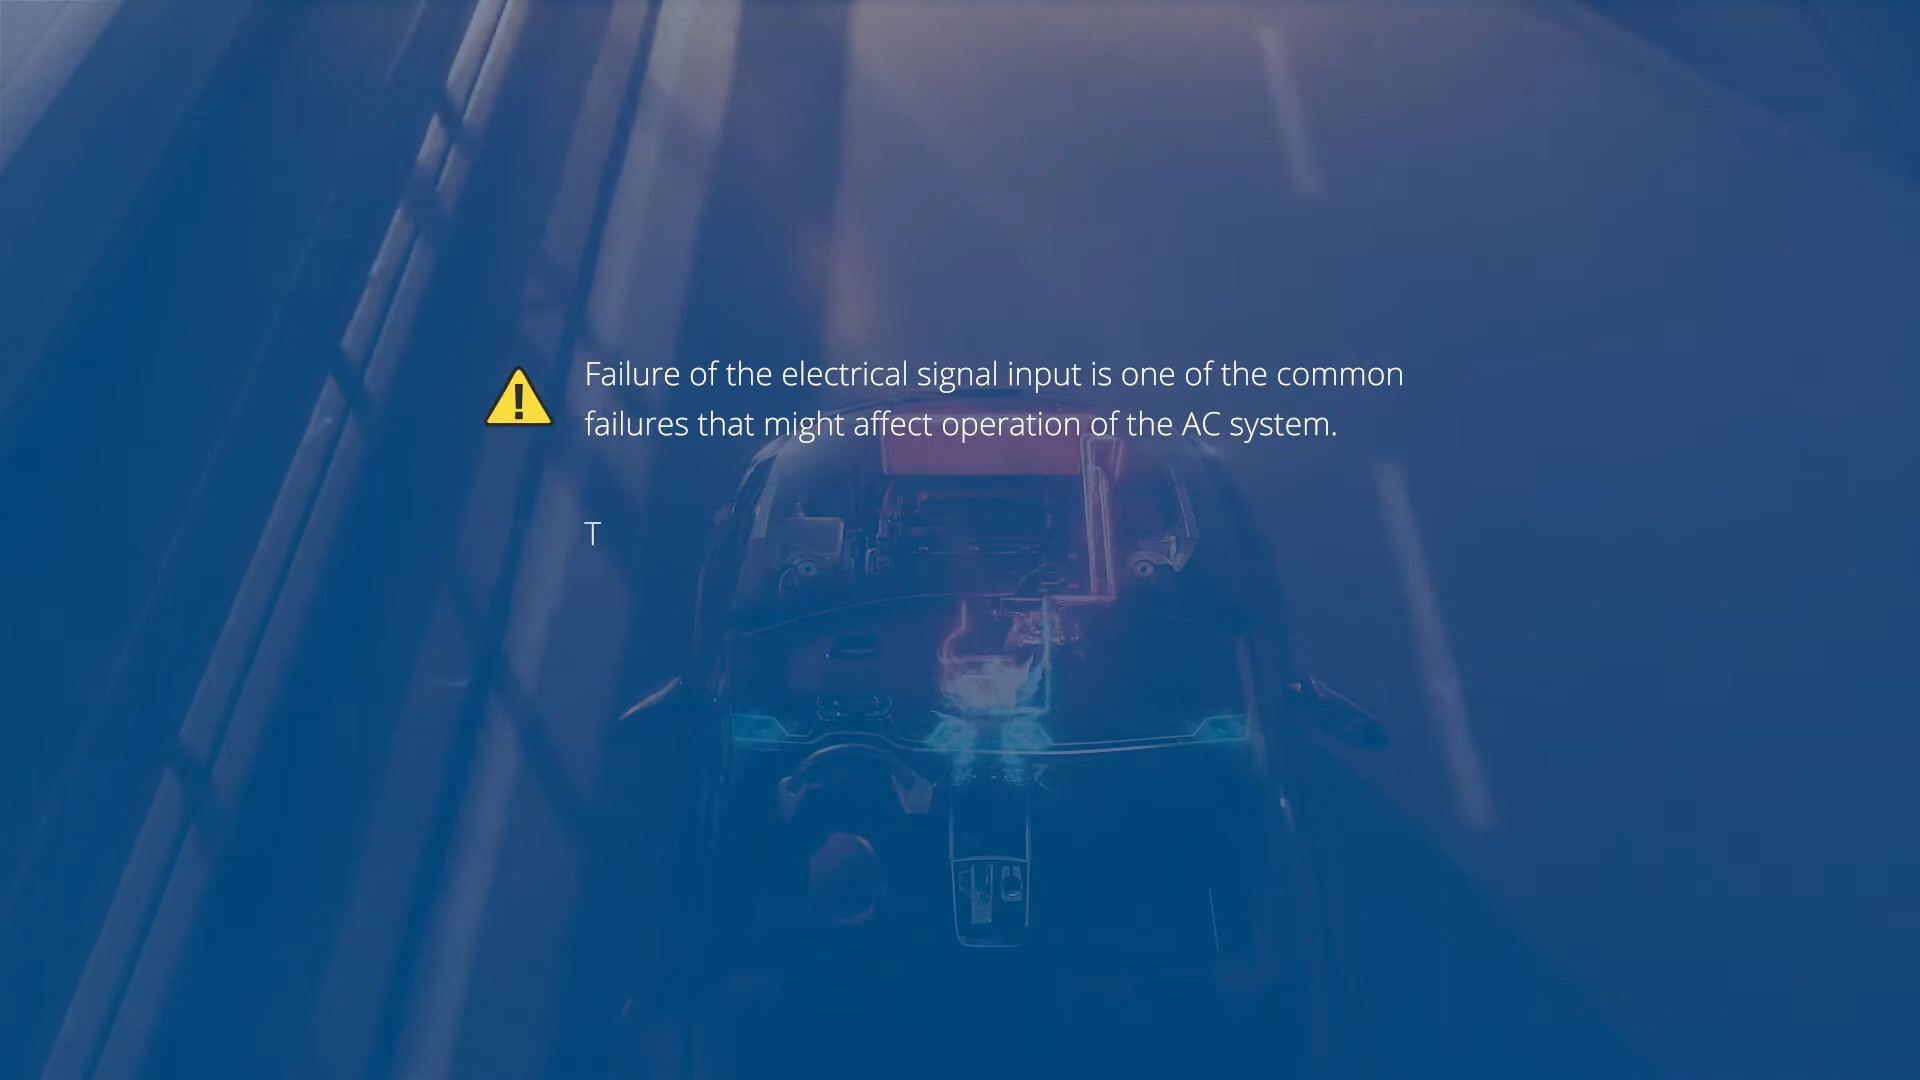 Failure of the electrical signal input is one of the common
failures that might affect operation of the AC system.
T